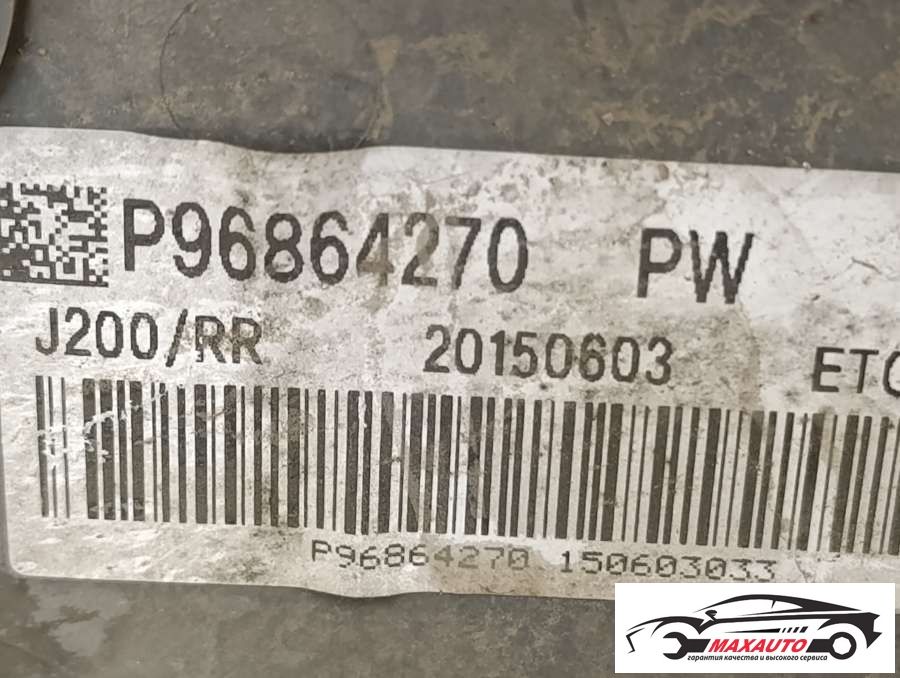 P96864270 PW
J200/RR 20150603 ETC
P96864270 150603033
MAXAUTO
гарантия качества и высокого сервиса